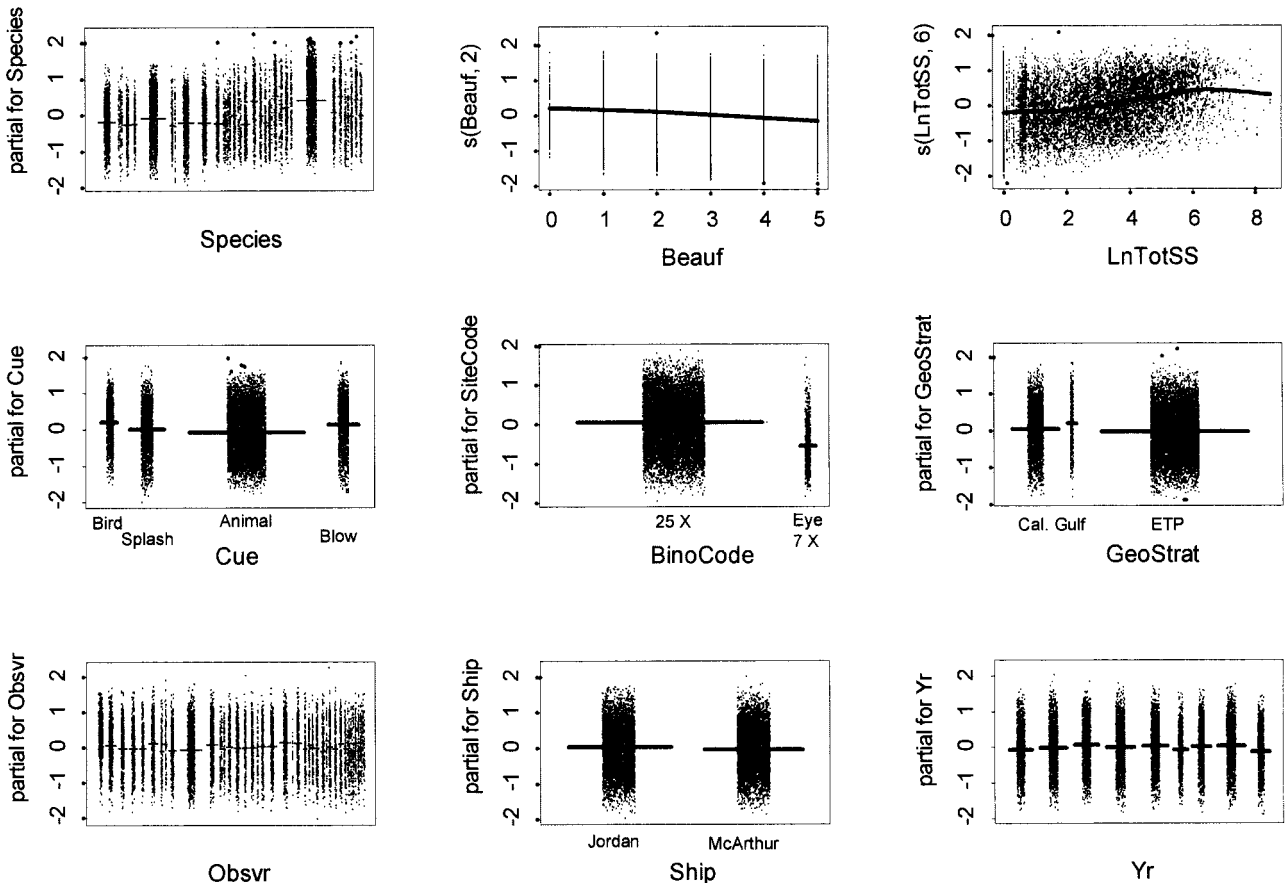 partial for Species
2
1
0
-1
-2
Species
s(Beauf, 2)
2
1
0
-1
-2
0 1 2 3 4 5
Beauf
s(LnTotSS, 6)
2
1
0
-1
-2
0 2 4 6 8
LnTotSS
partial for Cue
2
1
0
-1
-2
Bird Splash Animal Blow
Cue
partial for SiteCode
2
1
0
-1
-2
25 X Eye
7 X
BinoCode
partial for GeoStrat
2
1
0
-1
-2
Cal. Gulf ETP
GeoStrat
partial for Obsvr
2
1
0
-1
-2
Obsvr
partial for Ship
2
1
0
-1
-2
Jordan McArthur
Ship
partial for Yr
2
1
0
-1
-2
Yr